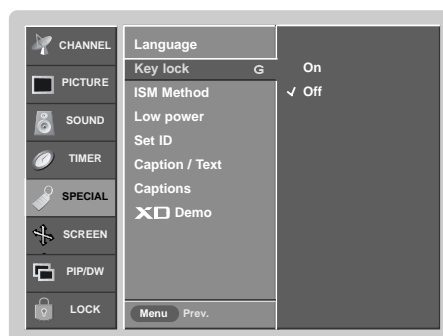 CHANNEL
PICTURE
SOUND
TIMER
SPECIAL
SCREEN
PIP/DW
LOCK
Language
Key lock G
ISM Method
Low power
Set ID
Caption / Text
Captions
XD Demo
On
✓ Off
Menu Prev.